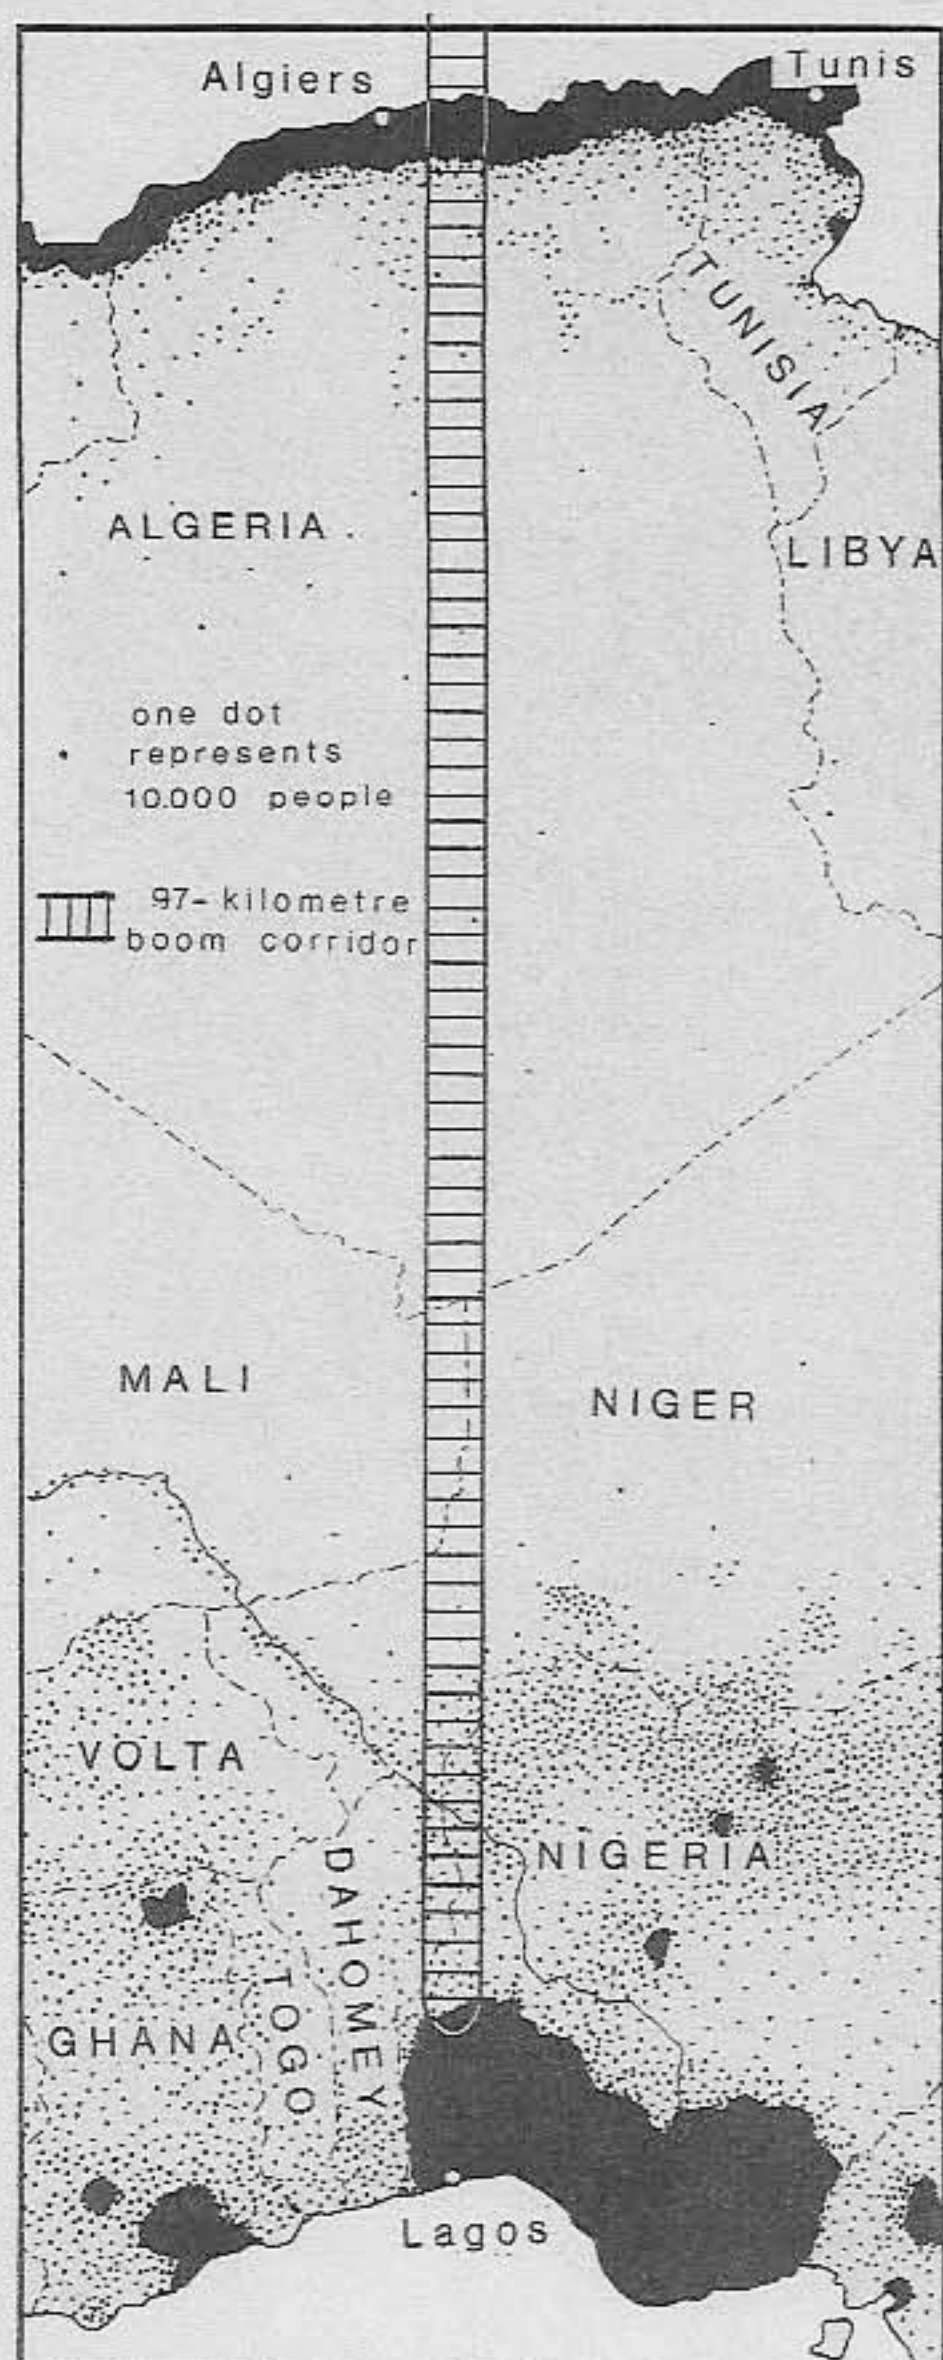 Algiers
Tunis
TUNISIA
ALGERIA
LIBYA
one dot
represents
10.000 people
97-kilometre
boom corridor
MALI
NIGER
VOLTA
NIGERIA
DAHOMEY
TOGO
GHANA
Lagos